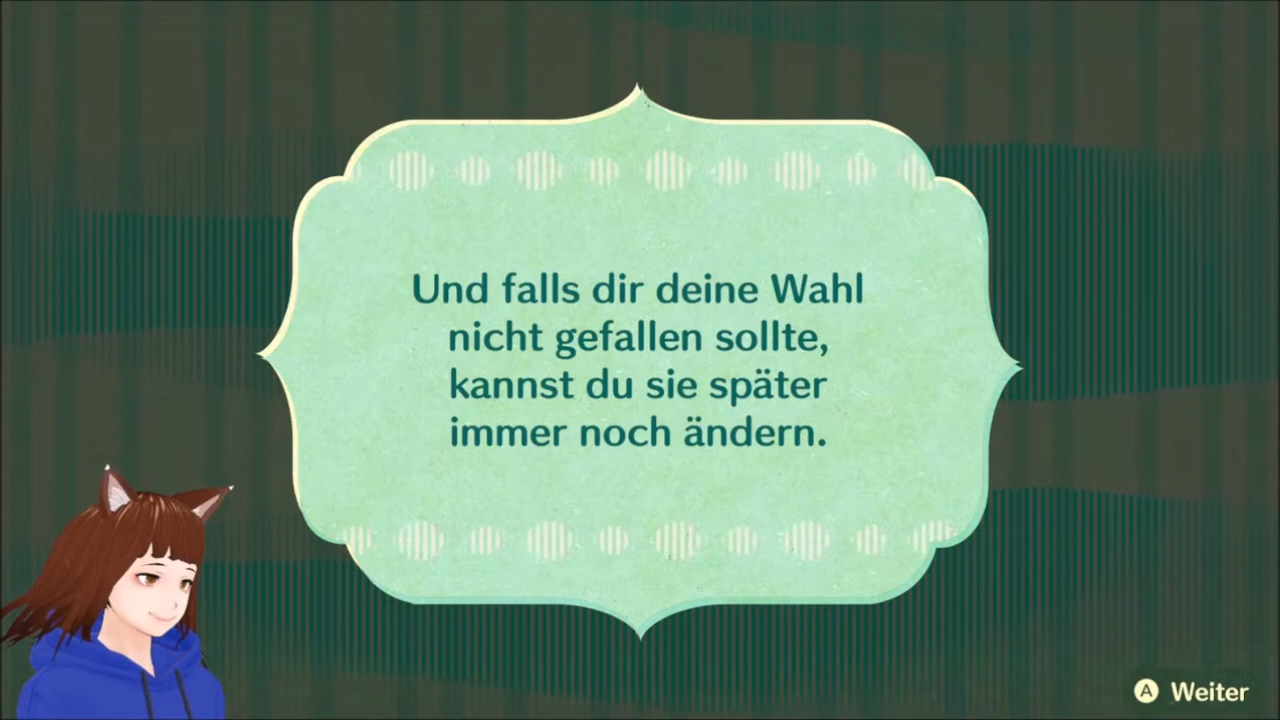 Und falls dir deine Wahl
nicht gefallen sollte,
kannst du sie später
immer noch ändern.
A Weiter